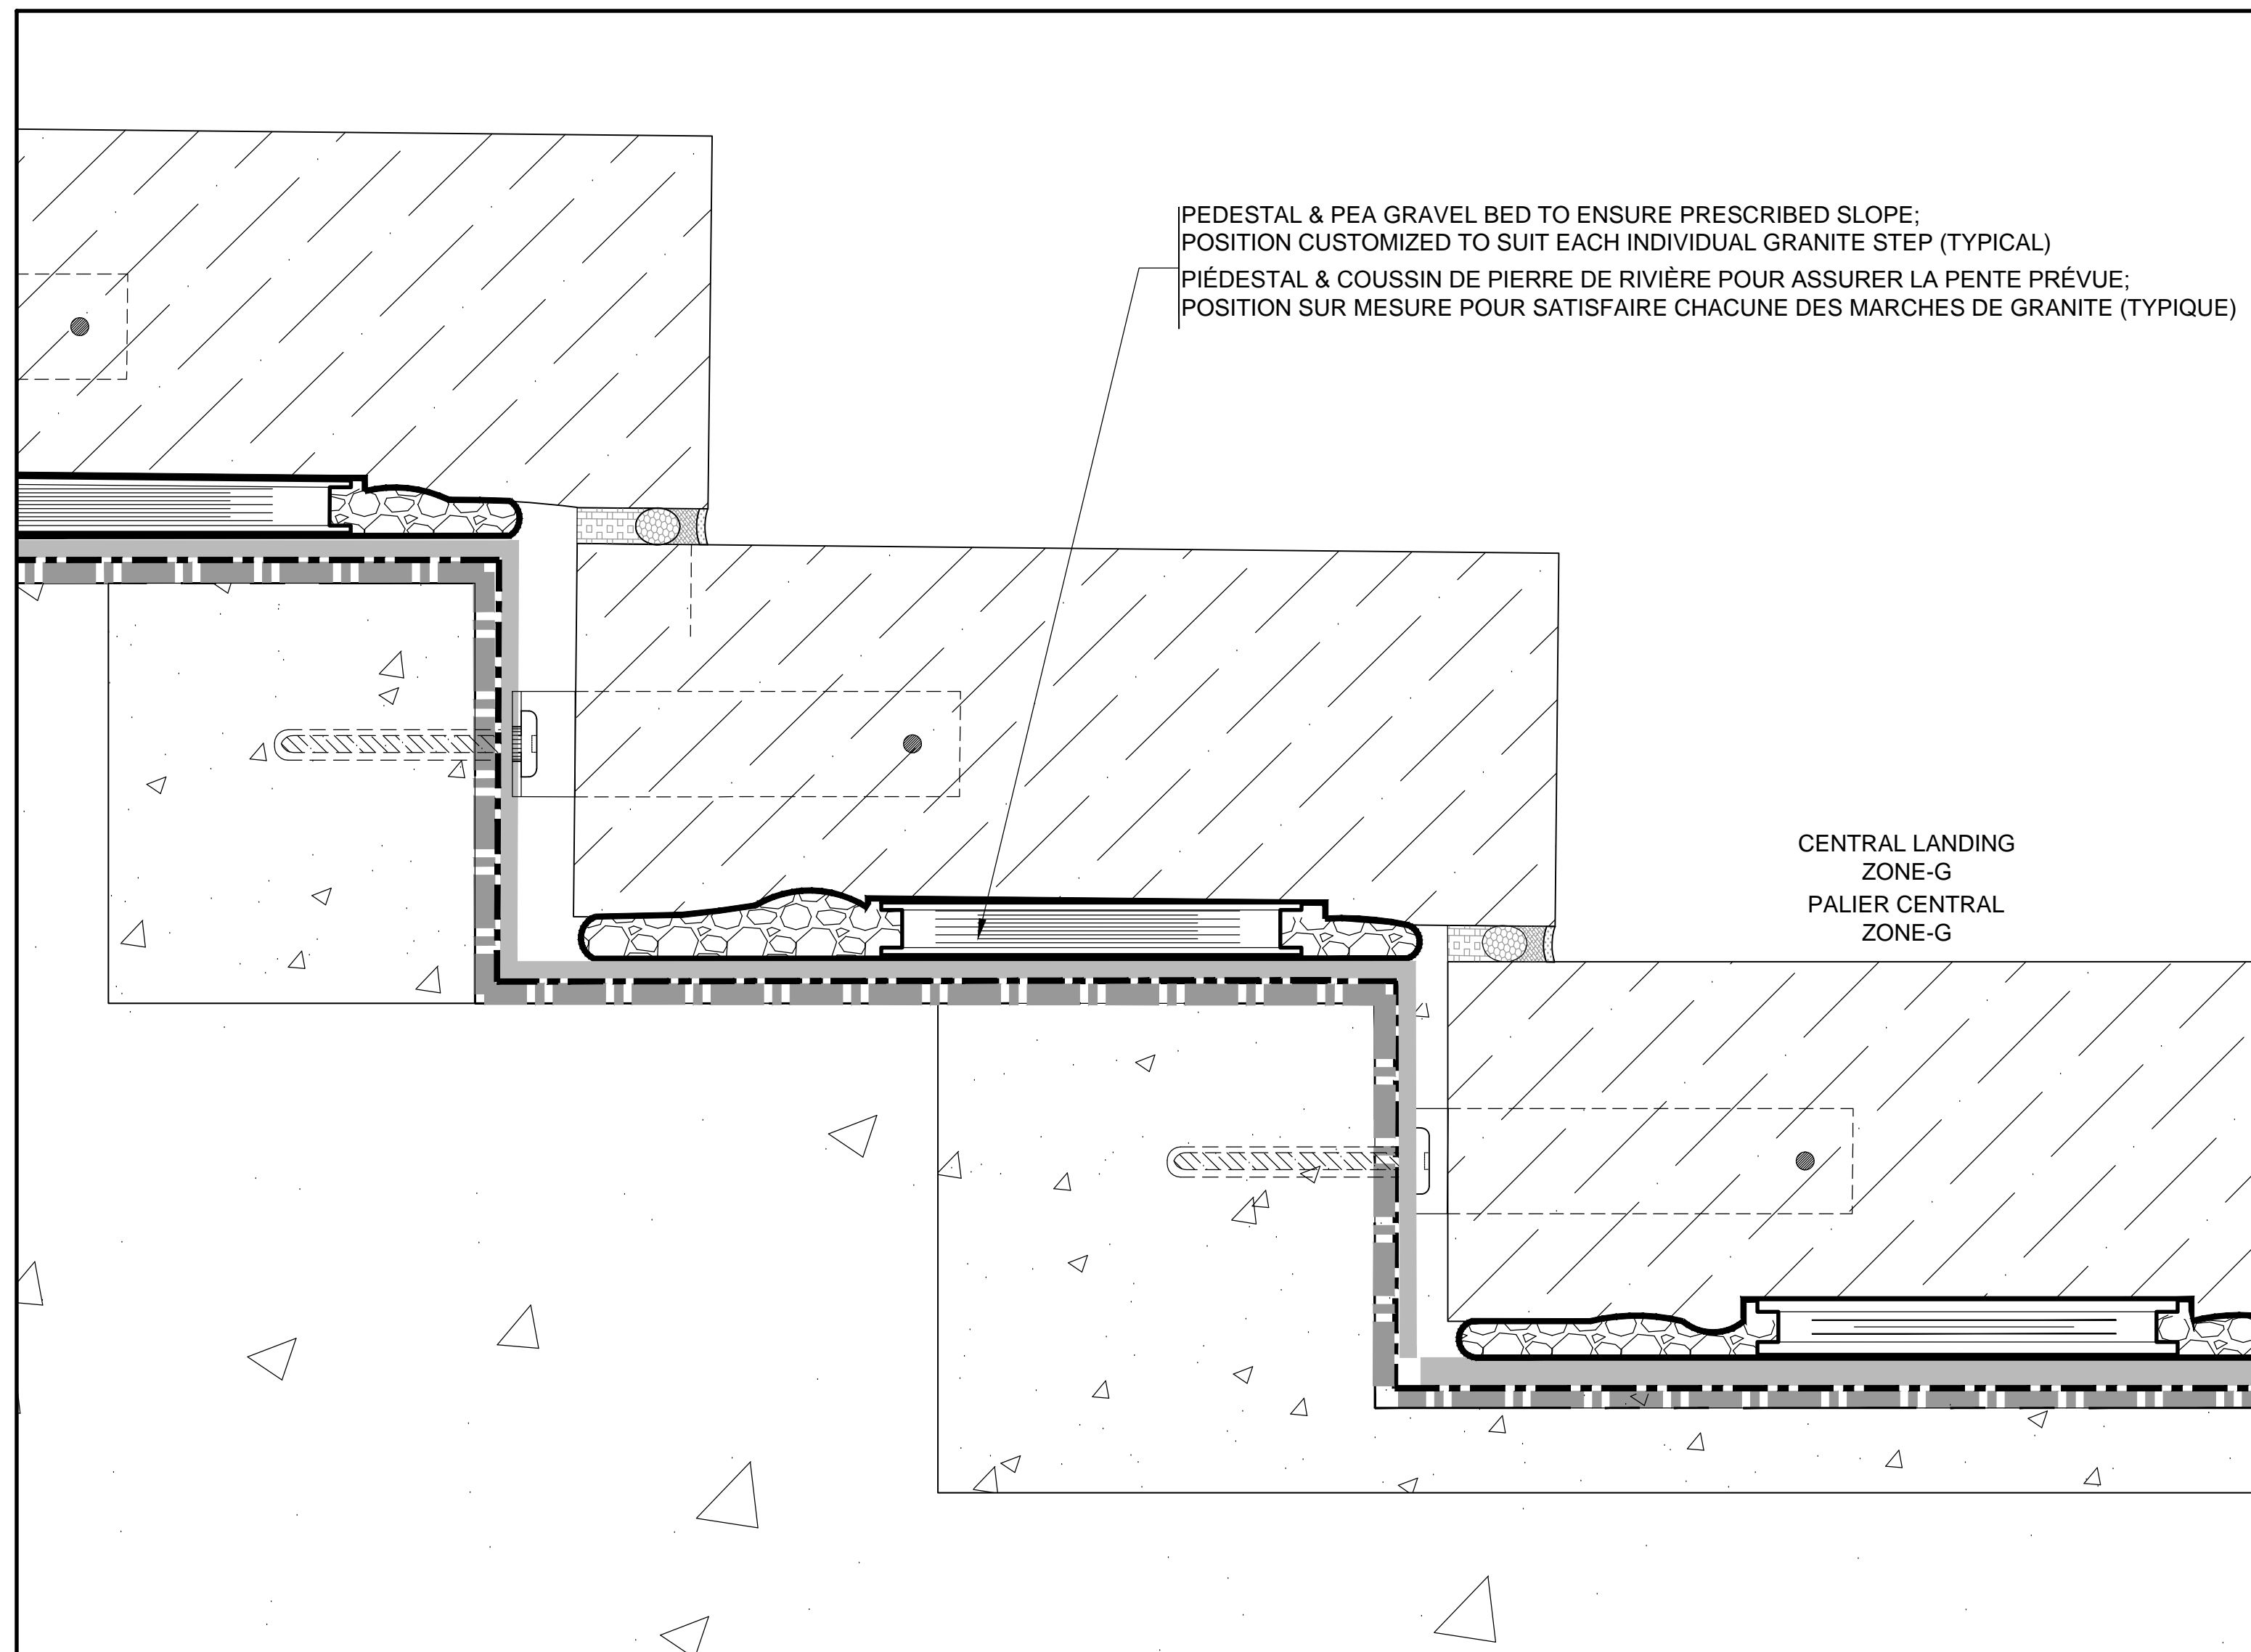 PEDESTAL & PEA GRAVEL BED TO ENSURE PRESCRIBED SLOPE;
POSITION CUSTOMIZED TO SUIT EACH INDIVIDUAL GRANITE STEP (TYPICAL)
PIÉDESTAL & COUSSIN DE PIERRE DE RIVIÈRE POUR ASSURER LA PENTE PRÉVUE;
POSITION SUR MESURE POUR SATISFAIRE CHACUNE DES MARCHES DE GRANITE (TYPIQUE)
CENTRAL LANDING
ZONE-G
PALIER CENTRAL
ZONE-G